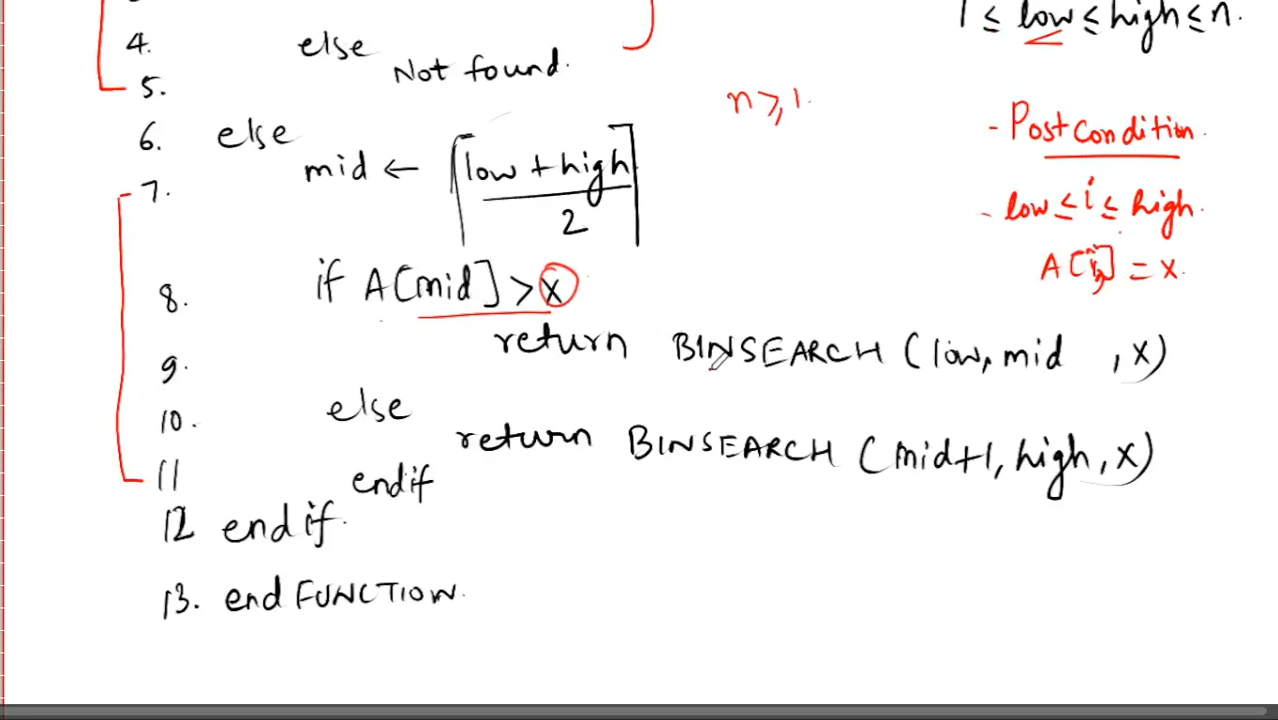 1 ≤ low ≤ high ≤ n.
4. else
Not found.
5.
n ≥ 1.
- Postcondition
6. else
7. mid ← ⌈(low + high)/2⌉
- low ≤ i ≤ high.
A[i] = x.
8. if A[mid] > x
9. return BINSEARCH (low, mid , x)
10. else
return BINSEARCH (mid+1, high, x)
11 endif
12 endif.
13. end FUNCTION.